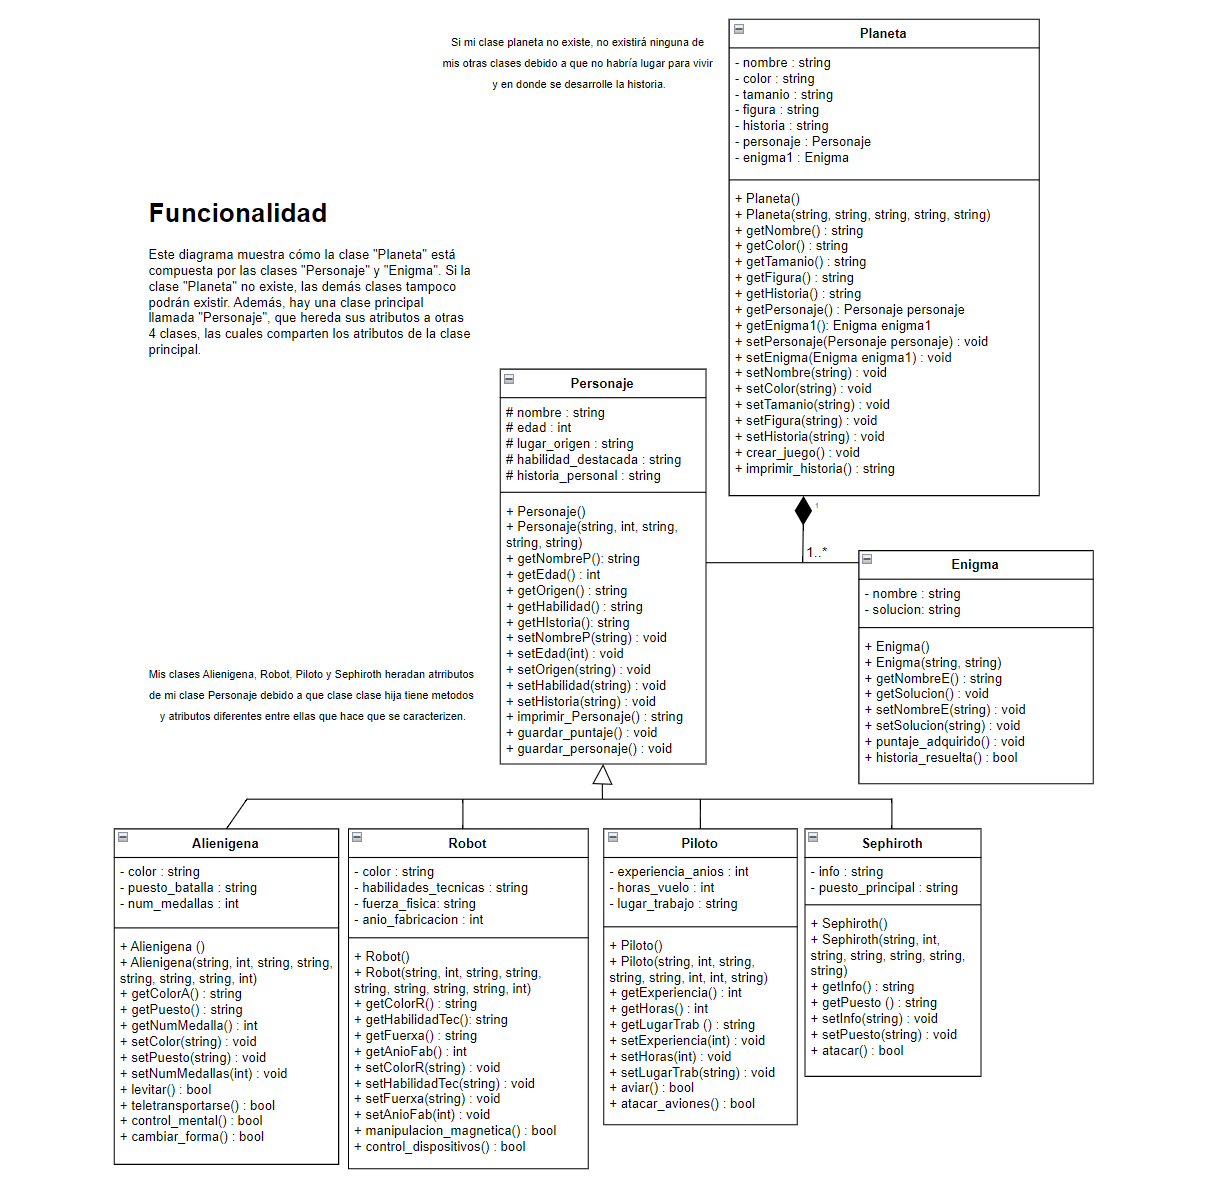 Si mi clase planeta no existe, no existirá ninguna de
mis otras clases debido a que no habría lugar para vivir
y en donde se desarrolle la historia.
Planeta
- nombre : string
- color : string
- tamanio : string
- figura : string
- historia : string
- personaje : Personaje
- enigma1 : Enigma
+ Planeta()
+ Planeta(string, string, string, string, string)
+ getNombre() : string
+ getColor() : string
+ getTamanio() : string
+ getFigura() : string
+ getHistoria() : string
+ getPersonaje() : Personaje personaje
+ getEnigma1(): Enigma enigma1
+ setPersonaje(Personaje personaje) : void
+ setEnigma(Enigma enigma1) : void
+ setNombre(string) : void
+ setColor(string) : void
+ setTamanio(string) : void
+ setFigura(string) : void
+ setHistoria(string) : void
+ crear_juego() : void
+ imprimir_historia() : string
1
1..*
Funcionalidad
Este diagrama muestra cómo la clase "Planeta" está
compuesta por las clases "Personaje" y "Enigma". Si la
clase "Planeta" no existe, las demás clases tampoco
podrán existir. Además, hay una clase principal
llamada "Personaje", que hereda sus atributos a otras
4 clases, las cuales comparten los atributos de la clase
principal.
Personaje
# nombre : string
# edad : int
# lugar_origen : string
# habilidad_destacada : string
# historia_personal : string
+ Personaje()
+ Personaje(string, int, string,
string, string)
+ getNombreP(): string
+ getEdad() : int
+ getOrigen() : string
+ getHabilidad() : string
+ getHIstoria(): string
+ setNombreP(string) : void
+ setEdad(int) : void
+ setOrigen(string) : void
+ setHabilidad(string) : void
+ setHistoria(string) : void
+ imprimir_Personaje() : string
+ guardar_puntaje() : void
+ guardar_personaje() : void
Enigma
- nombre : string
- solucion: string
+ Enigma()
+ Enigma(string, string)
+ getNombreE() : string
+ getSolucion() : void
+ setNombreE(string) : void
+ setSolucion(string) : void
+ puntaje_adquirido() : void
+ historia_resuelta() : bool
Mis clases Alienigena, Robot, Piloto y Sephiroth heradan atrributos
de mi clase Personaje debido a que clase clase hija tiene metodos
y atributos diferentes entre ellas que hace que se caracterizen.
Alienigena
- color : string
- puesto_batalla : string
- num_medallas : int
+ Alienigena ()
+ Alienigena(string, int, string, string,
string, string, string, int)
+ getColorA() : string
+ getPuesto() : string
+ getNumMedalla() : int
+ setColor(string) : void
+ setPuesto(string) : void
+ setNumMedallas(int) : void
+ levitar() : bool
+ teletransportarse() : bool
+ control_mental() : bool
+ cambiar_forma() : bool
Robot
- color : string
- habilidades_tecnicas : string
- fuerza_fisica: string
- anio_fabricacion : int
+ Robot()
+ Robot(string, int, string, string,
string, string, string, string, int)
+ getColorR() : string
+ getHabilidadTec(): string
+ getFuerxa() : string
+ getAnioFab() : int
+ setColorR(string) : void
+ setHabilidadTec(string) : void
+ setFuerxa(string) : void
+ setAnioFab(int) : void
+ manipulacion_magnetica() : bool
+ control_dispositivos() : bool
Piloto
- experiencia_anios : int
- horas_vuelo : int
- lugar_trabajo : string
+ Piloto()
+ Piloto(string, int, string,
string, string, int, int, string)
+ getExperiencia() : int
+ getHoras() : int
+ getLugarTrab () : string
+ setExperiencia(int) : void
+ setHoras(int) : void
+ setLugarTrab(string) : void
+ aviar() : bool
+ atacar_aviones() : bool
Sephiroth
- info : string
- puesto_principal : string
+ Sephiroth()
+ Sephiroth(string, int,
string, string, string, string,
string)
+ getInfo() : string
+ getPuesto () : string
+ setInfo(string) : void
+ setPuesto(string) : void
+ atacar() : bool